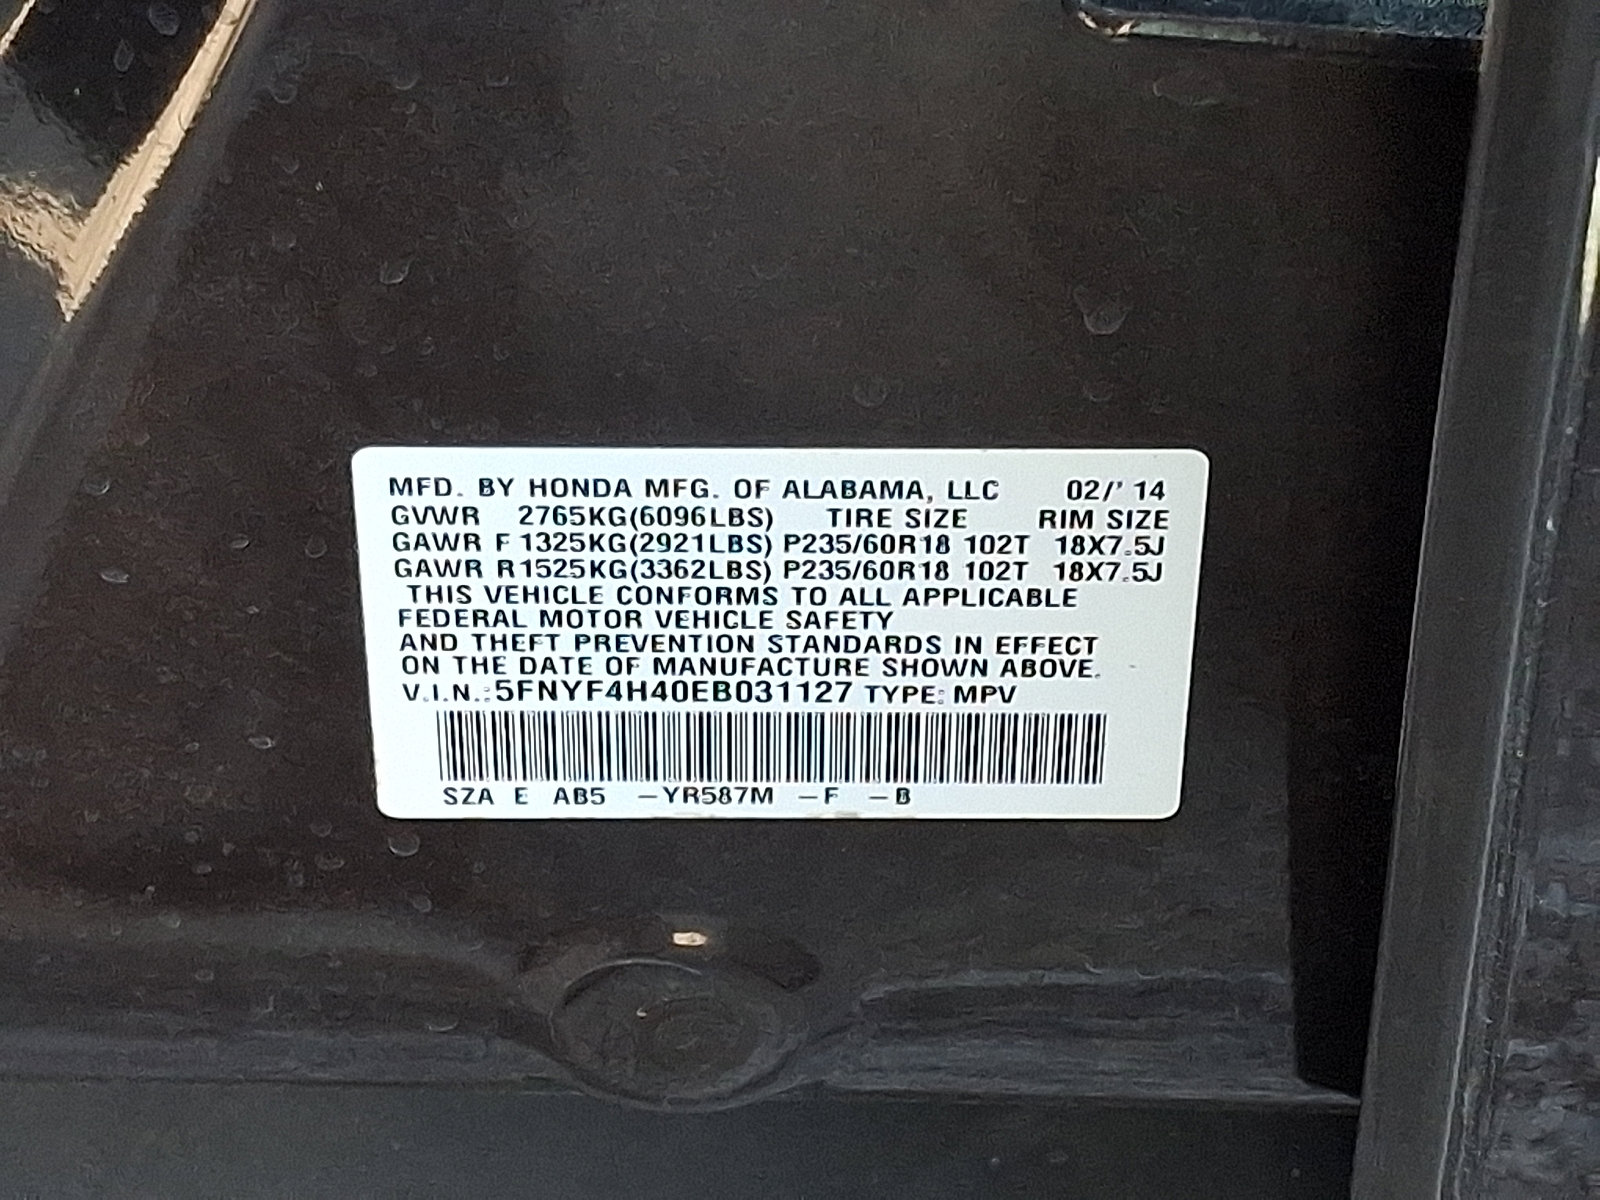 MFD. BY HONDA MFG. OF ALABAMA, LLC 02/' 14
GVWR 2765KG(6096LBS) TIRE SIZE RIM SIZE
GAWR F 1325KG(2921LBS) P235/60R18 102T 18X7.5J
GAWR R1525KG(3362LBS) P235/60R18 102T 18X7.5J
THIS VEHICLE CONFORMS TO ALL APPLICABLE
FEDERAL MOTOR VEHICLE SAFETY
AND THEFT PREVENTION STANDARDS IN EFFECT
ON THE DATE OF MANUFACTURE SHOWN ABOVE.
V.I.N.:5FNYF4H40EB031127 TYPE: MPV
SZA E AB5 –YR587M –F –B